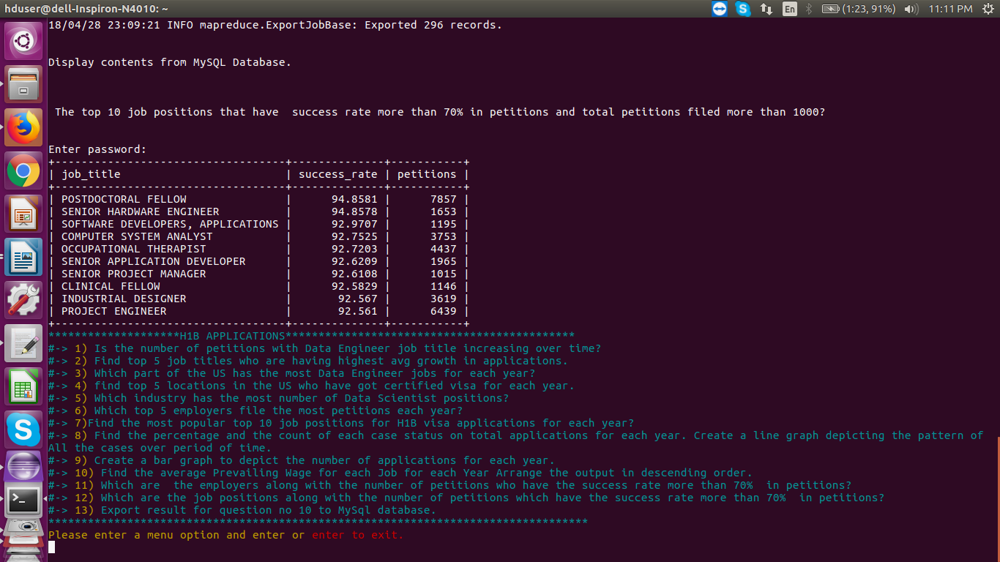 hduser@dell-Inspiron-N4010: ~
En (1:23, 91%) 11:11 PM
18/04/28 23:09:21 INFO mapreduce.ExportJobBase: Exported 296 records.
Display contents from MySQL Database.
The top 10 job positions that have  success rate more than 70% in petitions and total petitions filed more than 1000?
Enter password:
+-----------------------------------+--------------+-----------+
| job_title                         | success_rate | petitions |
+-----------------------------------+--------------+-----------+
| POSTDOCTORAL FELLOW               |      94.8581 |      7857 |
| SENIOR HARDWARE ENGINEER          |      94.8578 |      1653 |
| SOFTWARE DEVELOPERS, APPLICATIONS |      92.9707 |      1195 |
| COMPUTER SYSTEM ANALYST           |      92.7525 |      3753 |
| OCCUPATIONAL THERAPIST            |      92.7203 |      4437 |
| SENIOR APPLICATION DEVELOPER      |      92.6209 |      1965 |
| SENIOR PROJECT MANAGER            |      92.6108 |      1015 |
| CLINICAL FELLOW                   |      92.5829 |      1146 |
| INDUSTRIAL DESIGNER               |       92.567 |      3619 |
| PROJECT ENGINEER                  |       92.561 |      6439 |
+-----------------------------------+--------------+-----------+
********************H1B APPLICATIONS********************************************
#-> 1) Is the number of petitions with Data Engineer job title increasing over time?
#-> 2) Find top 5 job titles who are having highest avg growth in applications.
#-> 3) Which part of the US has the most Data Engineer jobs for each year?
#-> 4) find top 5 locations in the US who have got certified visa for each year.
#-> 5) Which industry has the most number of Data Scientist positions?
#-> 6) Which top 5 employers file the most petitions each year?
#-> 7)Find the most popular top 10 job positions for H1B visa applications for each year?
#-> 8) Find the percentage and the count of each case status on total applications for each year. Create a line graph depicting the pattern of
All the cases over period of time.
#-> 9) Create a bar graph to depict the number of applications for each year.
#-> 10) Find the average Prevailing Wage for each Job for each Year Arrange the output in descending order.
#-> 11) Which are  the employers along with the number of petitions who have the success rate more than 70%  in petitions?
#-> 12) Which are the job positions along with the number of petitions which have the success rate more than 70%  in petitions?
#-> 13) Export result for question no 10 to MySql database.
**********************************************************************************
Please enter a menu option and enter or enter to exit.